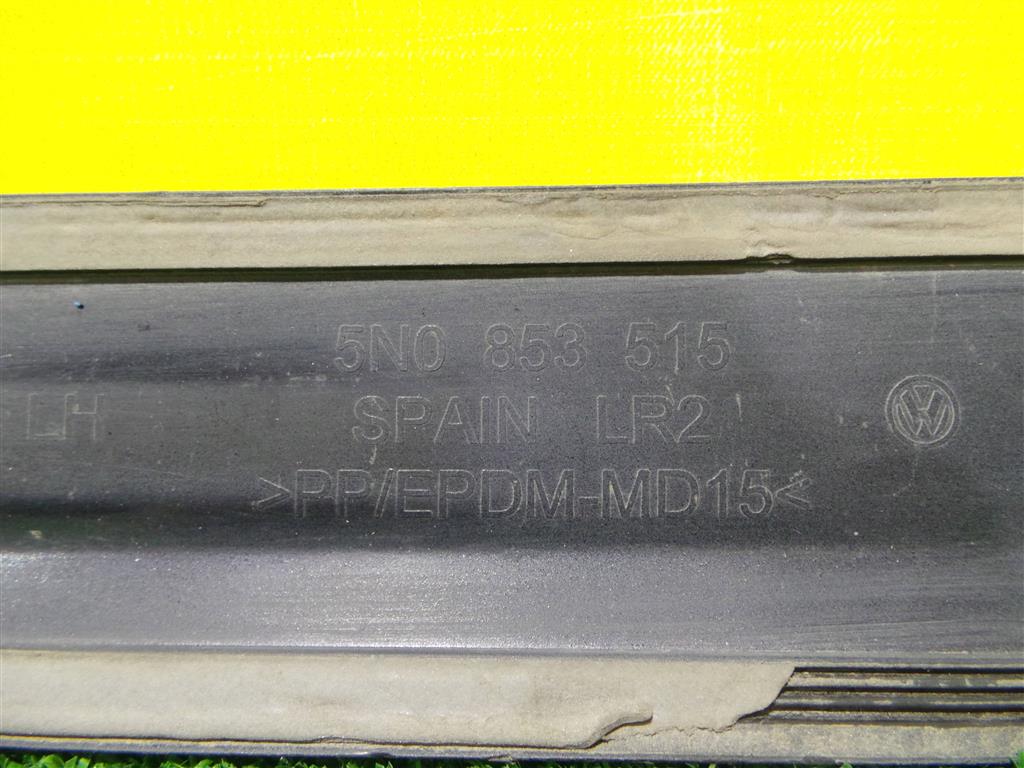 5N0 853 515
LH SPAIN LR2
>PP/EPDM-MD15<